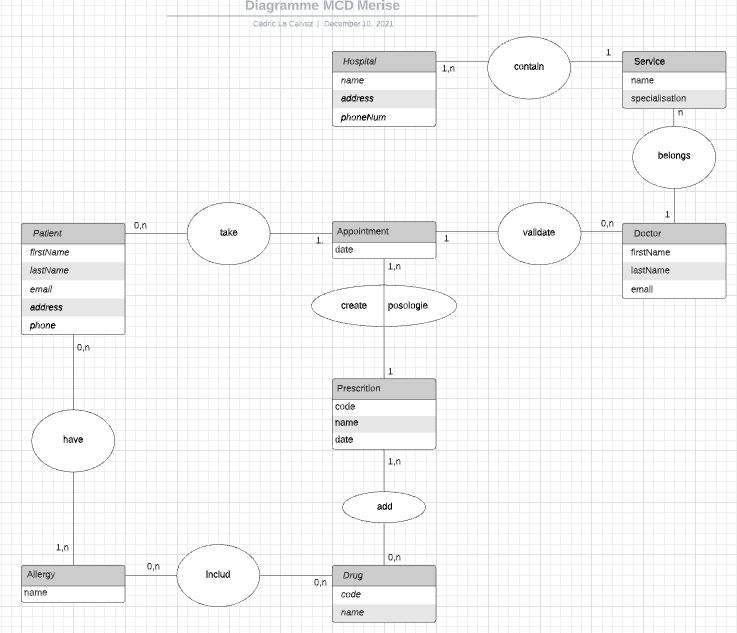 Diagramme MCD Merise
Cédric Le Calvez | December 10, 2021
Hospital
name
address
phoneNum
1,n
contain
1
Service
name
specialisation
n
belongs
1
Patient
firstName
lastName
email
address
phone
0,n
take
1.
Appointment
date
1
validate
0,n
Doctor
firstName
lastName
email
1,n
create posologie
1
0,n
have
1,n
Prescrition
code
name
date
1,n
add
0,n
Allergy
name
0,n
Includ
0,n
Drug
code
name